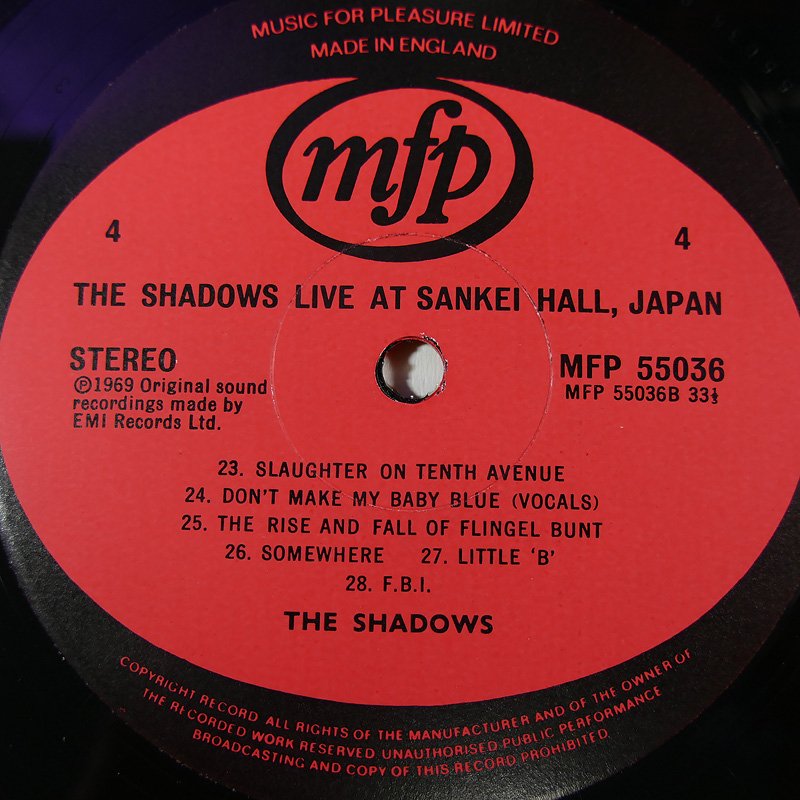 MUSIC FOR PLEASURE LIMITED
MADE IN ENGLAND
mfp
4 4
THE SHADOWS LIVE AT SANKEI HALL, JAPAN
STEREO MFP 55036
Ⓟ1969 Original sound MFP 55036B 33⅓
recordings made by
EMI Records Ltd.
23. SLAUGHTER ON TENTH AVENUE
24. DON'T MAKE MY BABY BLUE (VOCALS)
25. THE RISE AND FALL OF FLINGEL BUNT
26. SOMEWHERE 27. LITTLE 'B'
28. F.B.I.
THE SHADOWS
COPYRIGHT RECORD ALL RIGHTS OF THE MANUFACTURER AND OF THE OWNER OF
THE RECORDED WORK RESERVED UNAUTHORISED PUBLIC PERFORMANCE
BROADCASTING AND COPY OF THIS RECORD PROHIBITED